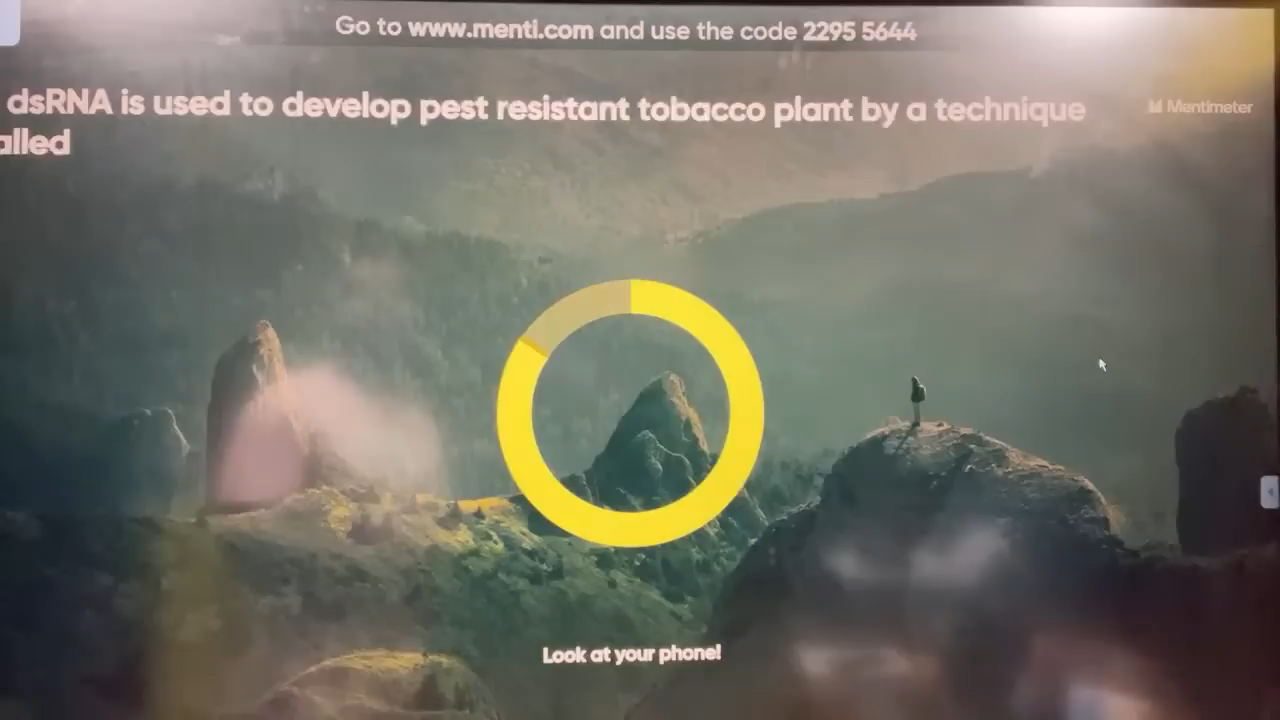 Go to www.menti.com and use the code 2295 5644
dsRNA is used to develop pest resistant tobacco plant by a technique
alled
Mentimeter
Look at your phone!